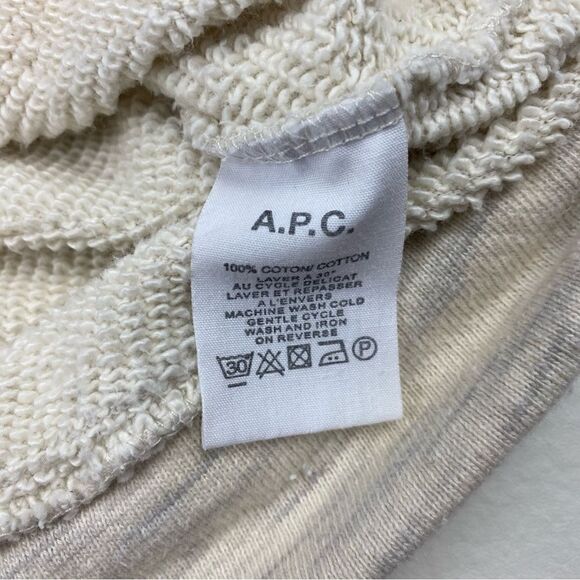 A.P.C.
100% COTON/ COTTON
LAVER A 30°
AU CYCLE DELICAT
LAVER ET REPASSER
A L'ENVERS
MACHINE WASH COLD
GENTLE CYCLE
WASH AND IRON
ON REVERSE
30 P